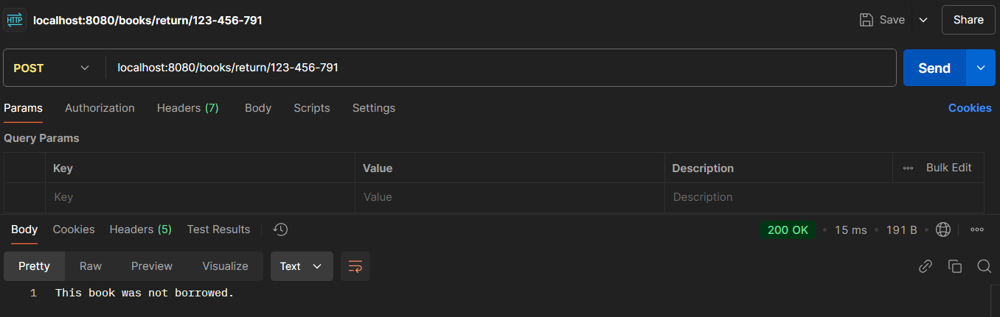 HTTP localhost:8080/books/return/123-456-791 Save Share
POST localhost:8080/books/return/123-456-791 Send
Params Authorization Headers (7) Body Scripts Settings Cookies
Query Params
Key Value Description Bulk Edit
Key Value Description
Body Cookies Headers (5) Test Results 200 OK • 15 ms • 191 B •
Pretty Raw Preview Visualize Text
1 This book was not borrowed.